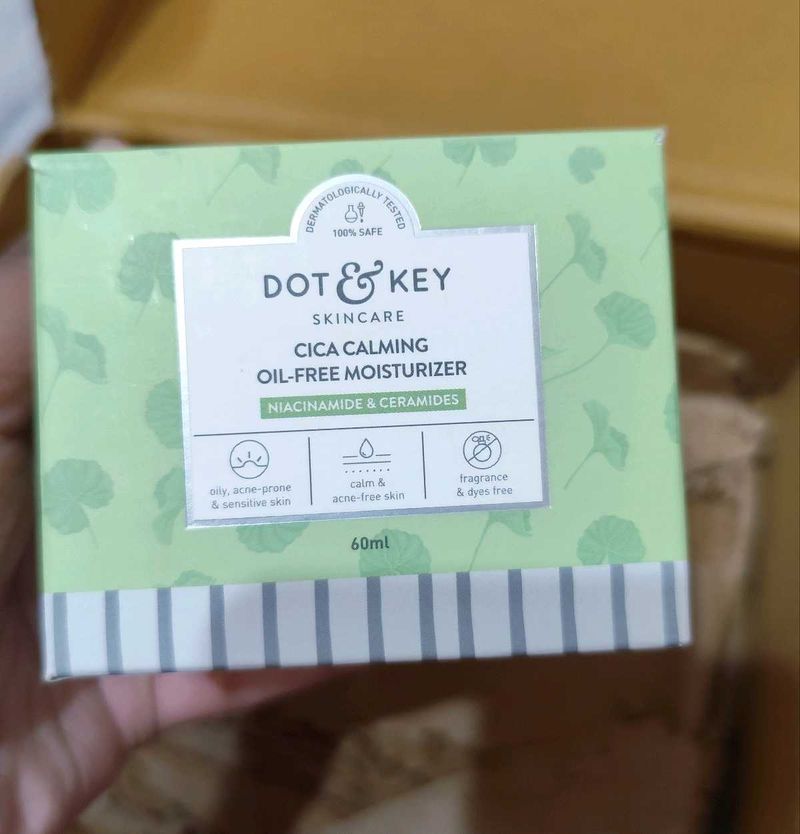 DERMATOLOGICALLY TESTED
100% SAFE
DOT & KEY
SKINCARE
CICA CALMING
OIL-FREE MOISTURIZER
NIACINAMIDE & CERAMIDES
oily, acne-prone
& sensitive skin
calm &
acne-free skin
fragrance
& dyes free
60ml